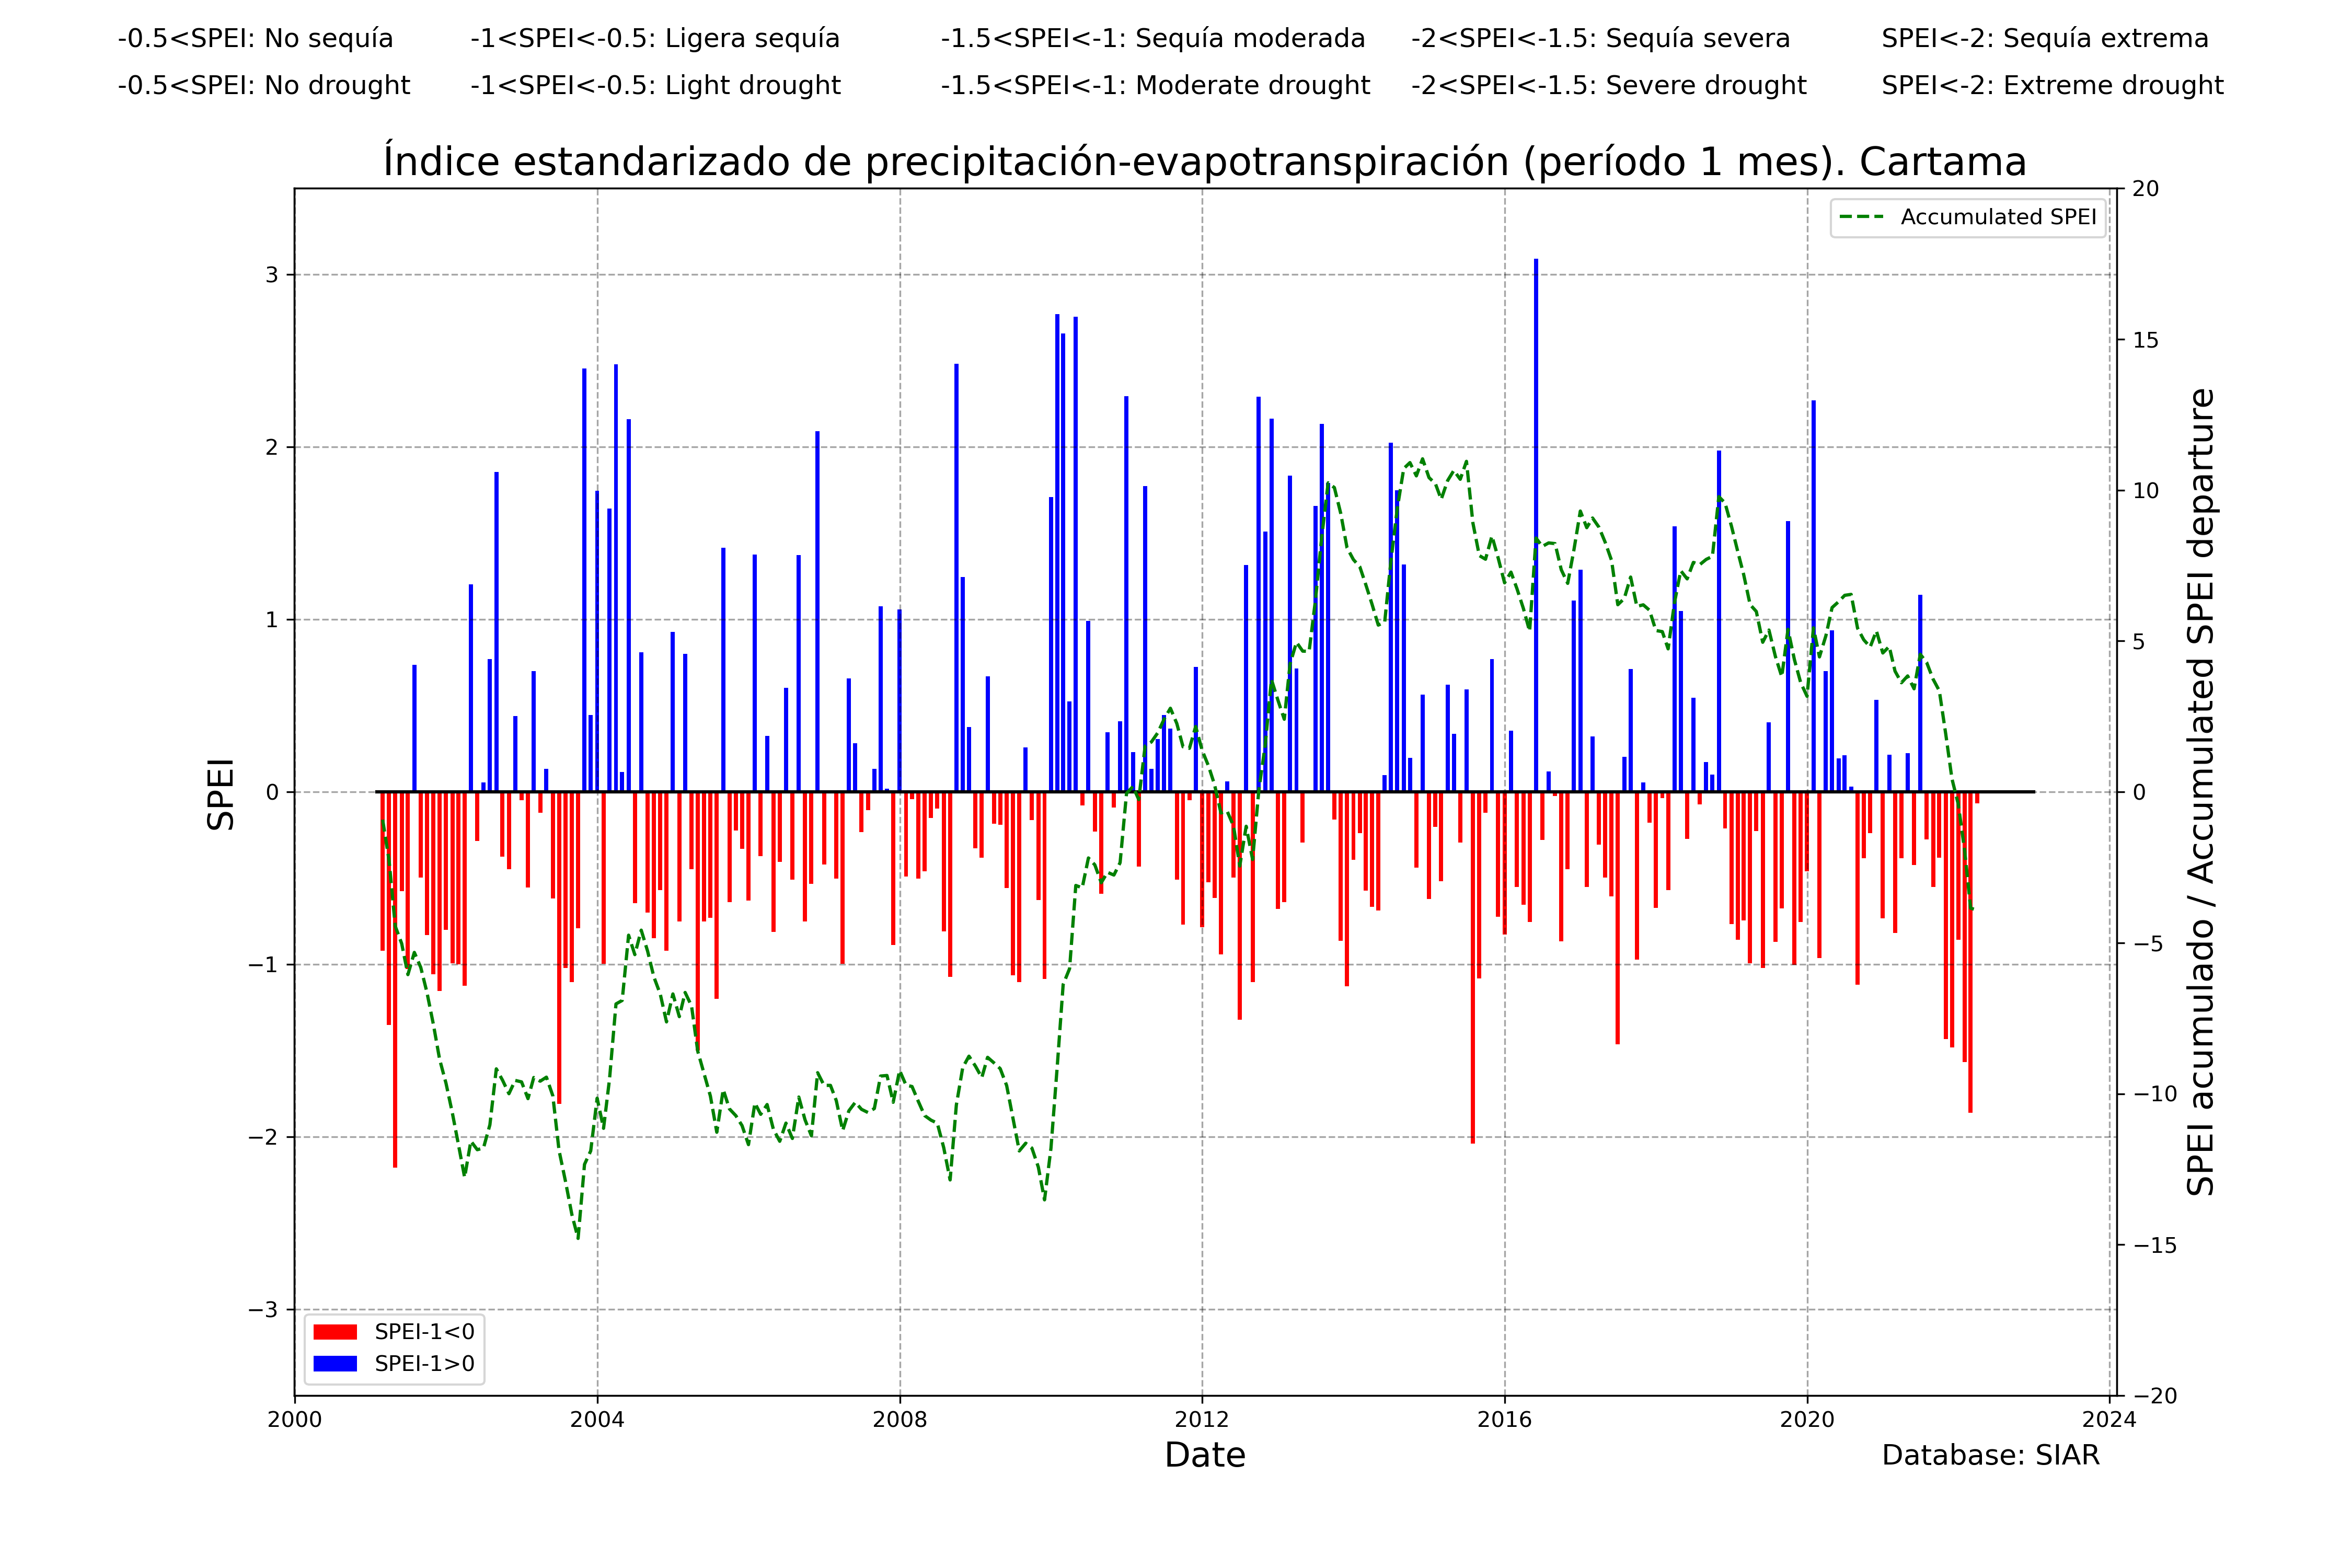 -0.5<SPEI: No sequía -1<SPEI<-0.5: Ligera sequía -1.5<SPEI<-1: Sequía moderada -2<SPEI<-1.5: Sequía severa SPEI<-2: Sequía extrema
-0.5<SPEI: No drought -1<SPEI<-0.5: Light drought -1.5<SPEI<-1: Moderate drought -2<SPEI<-1.5: Severe drought SPEI<-2: Extreme drought
Índice estandarizado de precipitación-evapotranspiración (período 1 mes). Cartama
Accumulated SPEI
SPEI
3
2
1
0
−1
−2
−3
20
15
10
5
0
−5
−10
−15
−20
SPEI acumulado / Accumulated SPEI departure
SPEI-1<0
SPEI-1>0
2000 2004 2008 2012 2016 2020 2024
Date
Database: SIAR